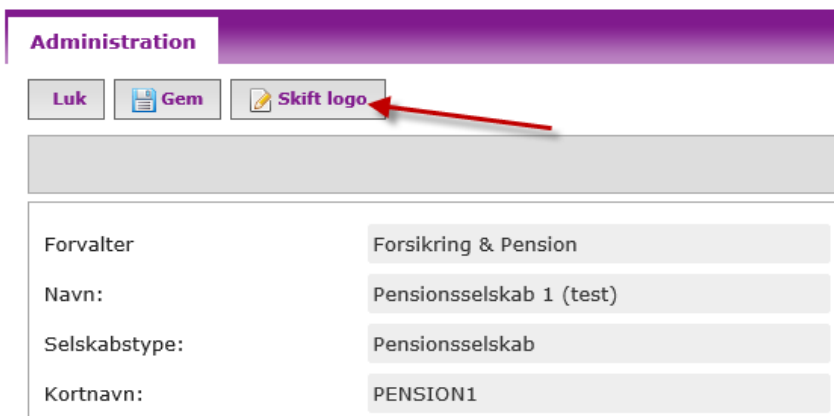 Administration
Luk Gem Skift logo
Forvalter Forsikring & Pension
Navn: Pensionsselskab 1 (test)
Selskabstype: Pensionsselskab
Kortnavn: PENSION1